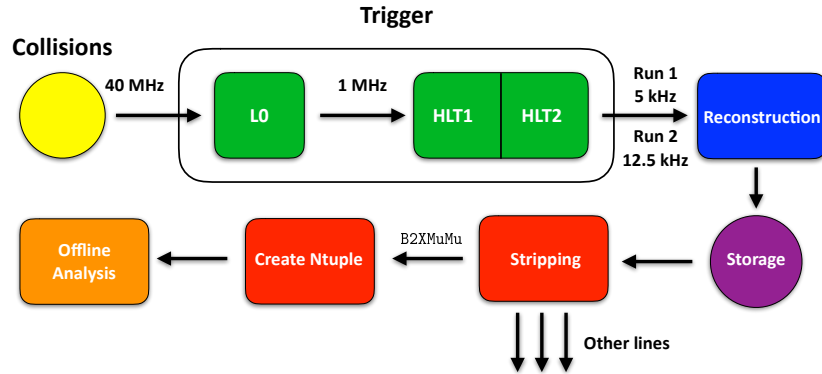 Trigger
Collisions
40 MHz
L0
1 MHz
HLT1
HLT2
Run 1
5 kHz
Run 2
12.5 kHz
Reconstruction
Offline
Analysis
Create Ntuple
B2XMuMu
Stripping
Storage
Other lines